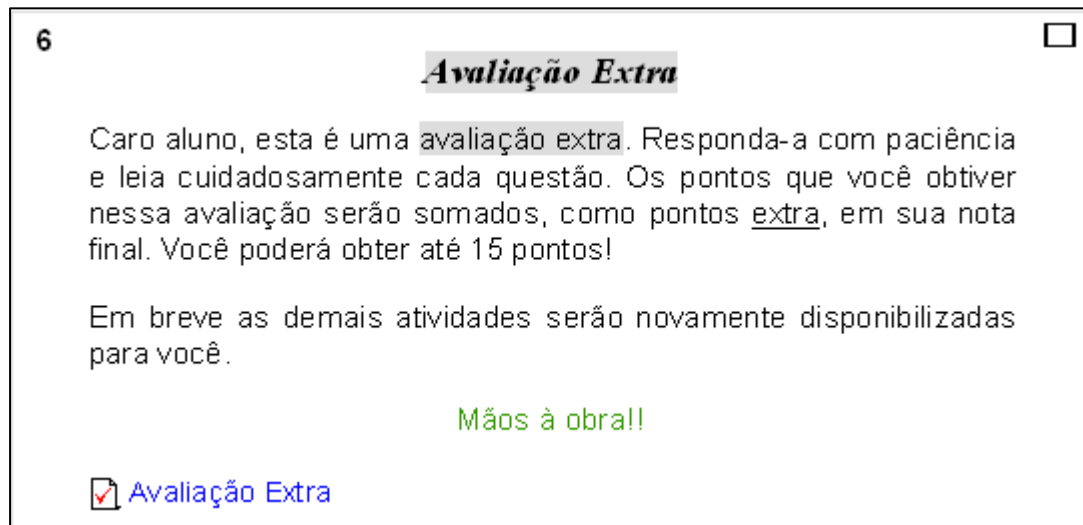 6
Avaliação Extra
Caro aluno, esta é uma avaliação extra. Responda-a com paciência
e leia cuidadosamente cada questão. Os pontos que você obtiver
nessa avaliação serão somados, como pontos extra, em sua nota
final. Você poderá obter até 15 pontos!
Em breve as demais atividades serão novamente disponibilizadas
para você.
Mãos à obra!!
Avaliação Extra